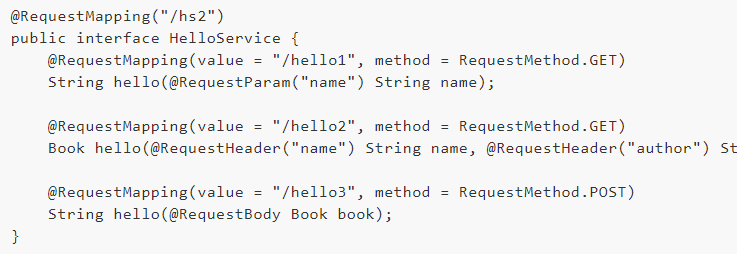 @RequestMapping("/hs2")
public interface HelloService {
    @RequestMapping(value = "/hello1", method = RequestMethod.GET)
    String hello(@RequestParam("name") String name);

    @RequestMapping(value = "/hello2", method = RequestMethod.GET)
    Book hello(@RequestHeader("name") String name, @RequestHeader("author") St

    @RequestMapping(value = "/hello3", method = RequestMethod.POST)
    String hello(@RequestBody Book book);
}